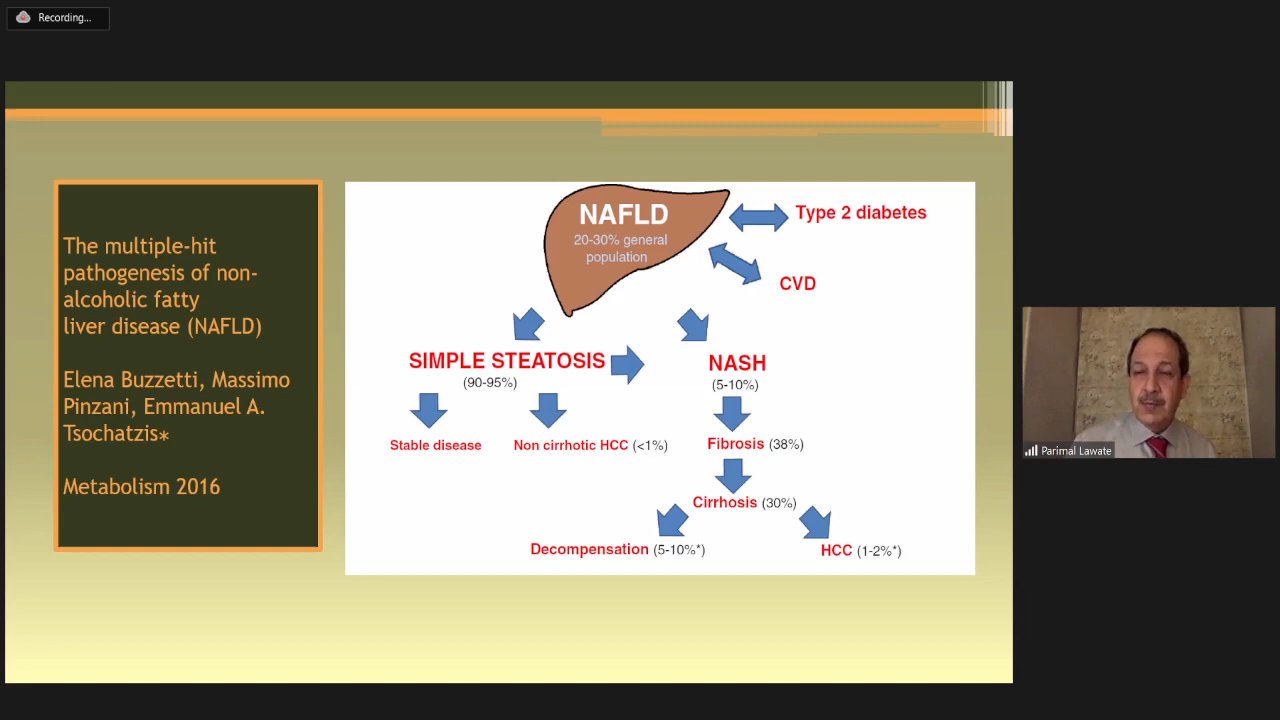 Recording...
The multiple-hit
pathogenesis of non-
alcoholic fatty
liver disease (NAFLD)
Elena Buzzetti, Massimo
Pinzani, Emmanuel A.
Tsochatzis*
Metabolism 2016
NAFLD
20-30% general
population
Type 2 diabetes
CVD
SIMPLE STEATOSIS
(90-95%)
NASH
(5-10%)
Stable disease
Non cirrhotic HCC (<1%)
Fibrosis (38%)
Cirrhosis (30%)
Decompensation (5-10%*)
HCC (1-2%*)
Parimal Lawate